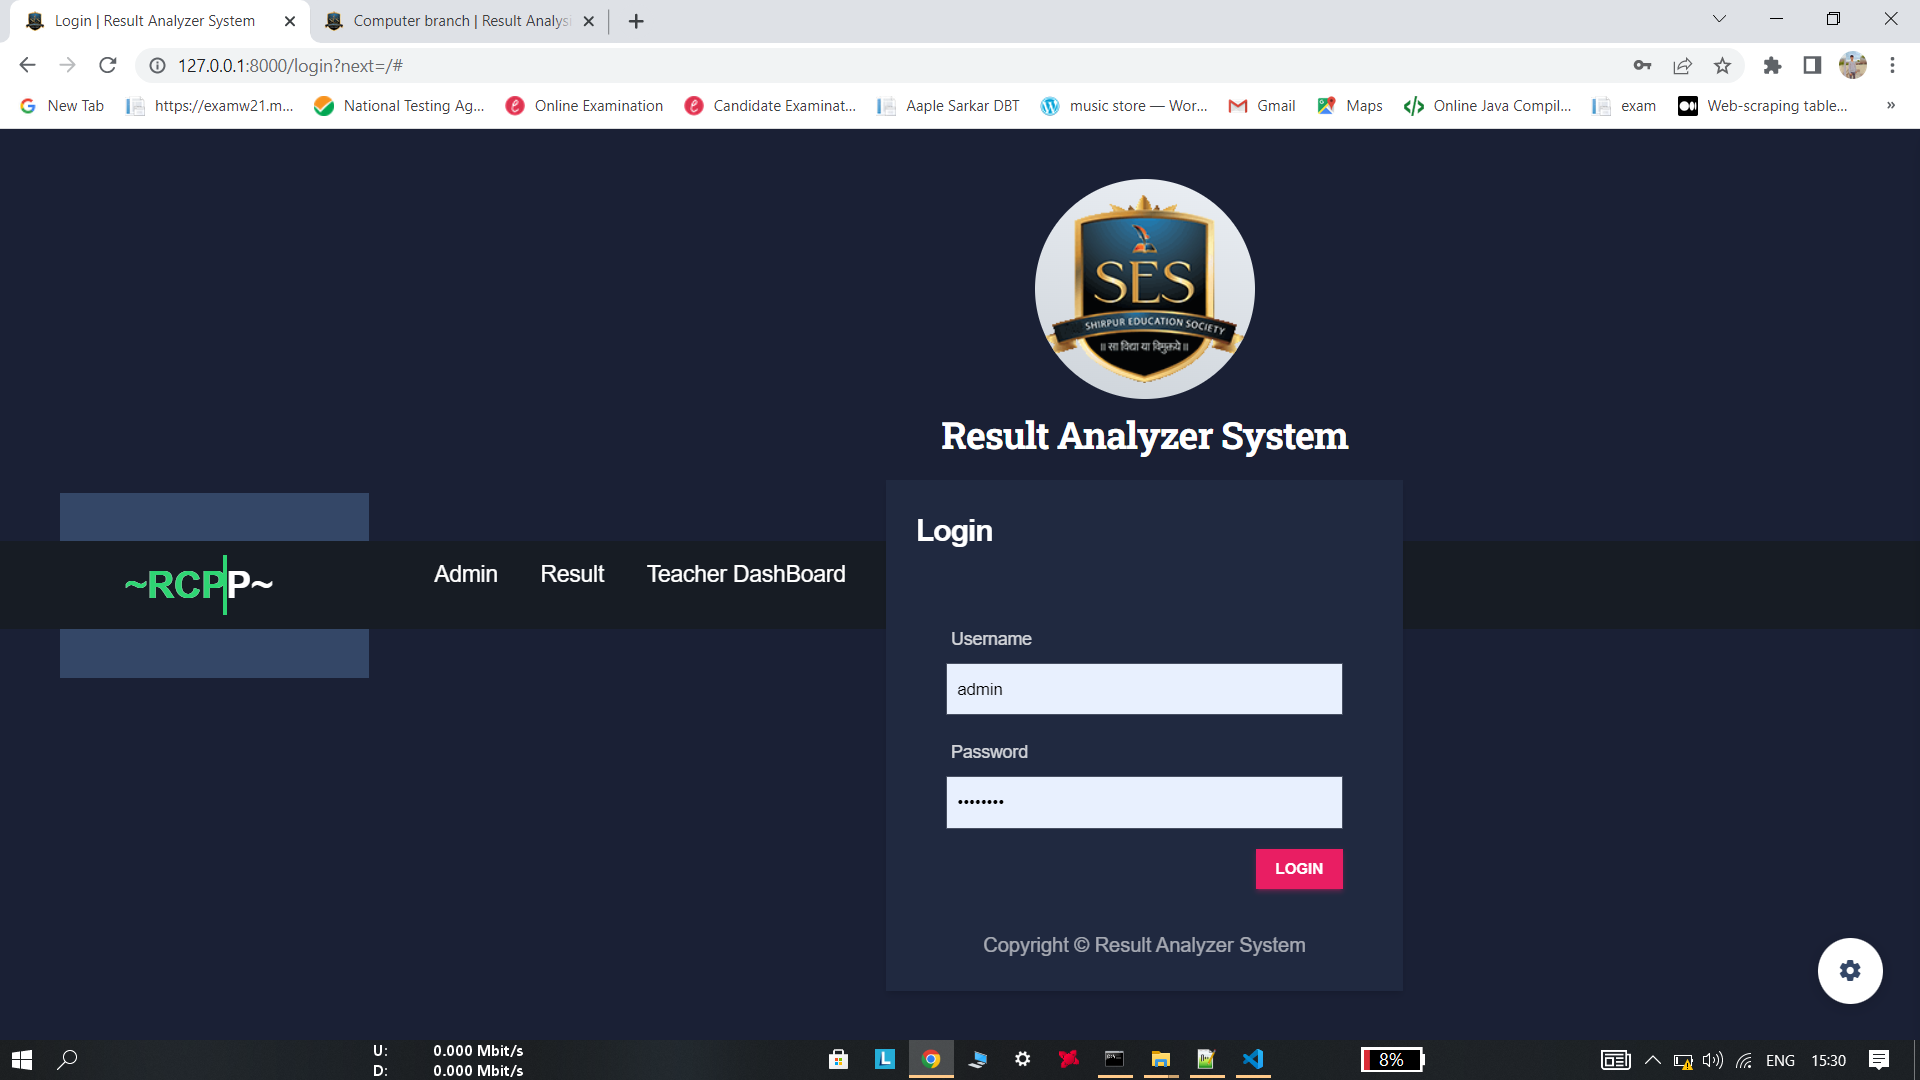 Login | Result Analyzer System
Computer branch | Result Analysi
127.0.0.1:8000/login?next=/#
New Tab
https://examw21.m...
National Testing Ag...
Online Examination
Candidate Examinat...
Aaple Sarkar DBT
music store — Wor...
Gmail
Maps
Online Java Compil...
exam
Web-scraping table...
»
SES
SHIRPUR EDUCATION SOCIETY
॥ सा विद्या या विमुक्तये ॥
Result Analyzer System
Login
~RCPP~
Admin
Result
Teacher DashBoard
Username
admin
Password
••••••••
LOGIN
Copyright © Result Analyzer System
U: 0.000 Mbit/s
D: 0.000 Mbit/s
L
8%
ENG
15:30